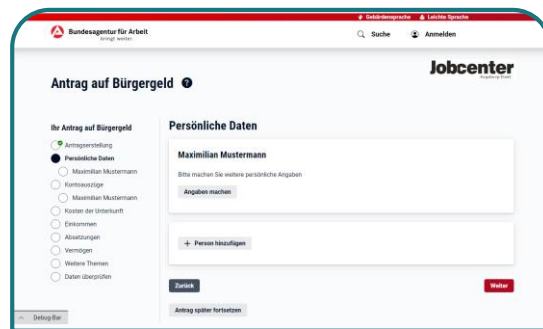 Gebärdensprache Leichte Sprache
Bundesagentur für Arbeit
bringt weiter.
Suche Anmelden
Jobcenter
Antrag auf Bürgergeld ?
Ihr Antrag auf Bürgergeld
Antragserstellung
Persönliche Daten
Maximilian Mustermann
Kontoauszüge
Maximilian Mustermann
Kosten der Unterkunft
Einkommen
Absetzungen
Vermögen
Weitere Themen
Daten überprüfen
Persönliche Daten
Maximilian Mustermann
Bitte machen Sie weitere persönliche Angaben
Angaben machen
+ Person hinzufügen
Zurück Weiter
Antrag später fortsetzen
Debug-Bar